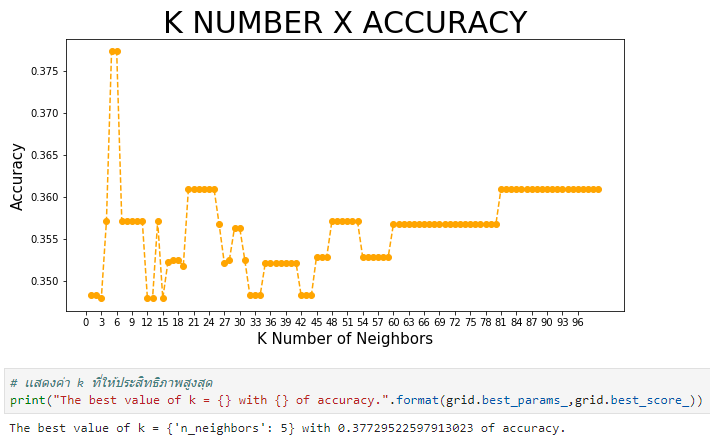 K NUMBER X ACCURACY
0.375
0.370
0.365
0.360
0.355
0.350
Accuracy
0 3 6 9 12 15 18 21 24 27 30 33 36 39 42 45 48 51 54 57 60 63 66 69 72 75 78 81 84 87 90 93 96
K Number of Neighbors
# แสดงค่า k ที่ให้ประสิทธิภาพสูงสุด
print("The best value of k = {} with {} of accuracy.".format(grid.best_params_,grid.best_score_))
The best value of k = {'n_neighbors': 5} with 0.37729522597913023 of accuracy.